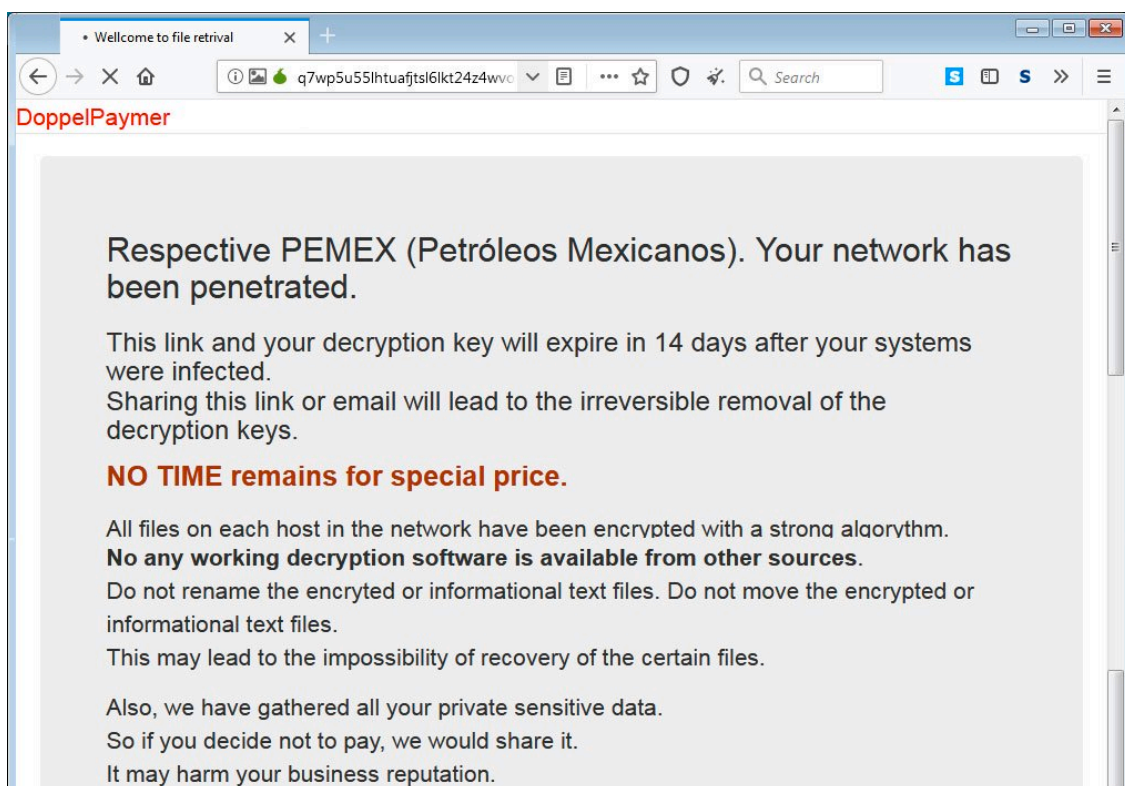 Wellcome to file retrival
q7wp5u55lhtuafjtsl6lkt24z4wvo
Search
DoppelPaymer
Respective PEMEX (Petróleos Mexicanos). Your network has
been penetrated.
This link and your decryption key will expire in 14 days after your systems
were infected.
Sharing this link or email will lead to the irreversible removal of the
decryption keys.
NO TIME remains for special price.
All files on each host in the network have been encrypted with a strong algorythm.
No any working decryption software is available from other sources.
Do not rename the encryted or informational text files. Do not move the encrypted or
informational text files.
This may lead to the impossibility of recovery of the certain files.
Also, we have gathered all your private sensitive data.
So if you decide not to pay, we would share it.
It may harm your business reputation.